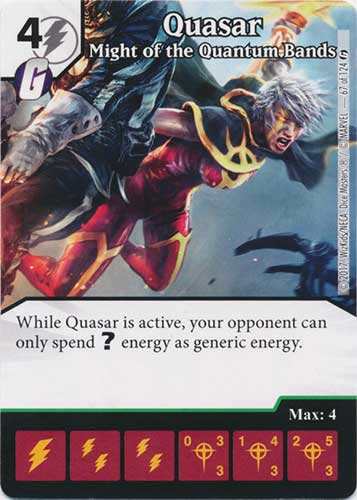 4
Quasar
Might of the Quantum Bands
G
© 2017 WizKids/NECA. Dice Masters ® / © MARVEL — 67 of 124
While Quasar is active, your opponent can
only spend ? energy as generic energy.
Max: 4
0 3 3
1 4 3
2 5 3